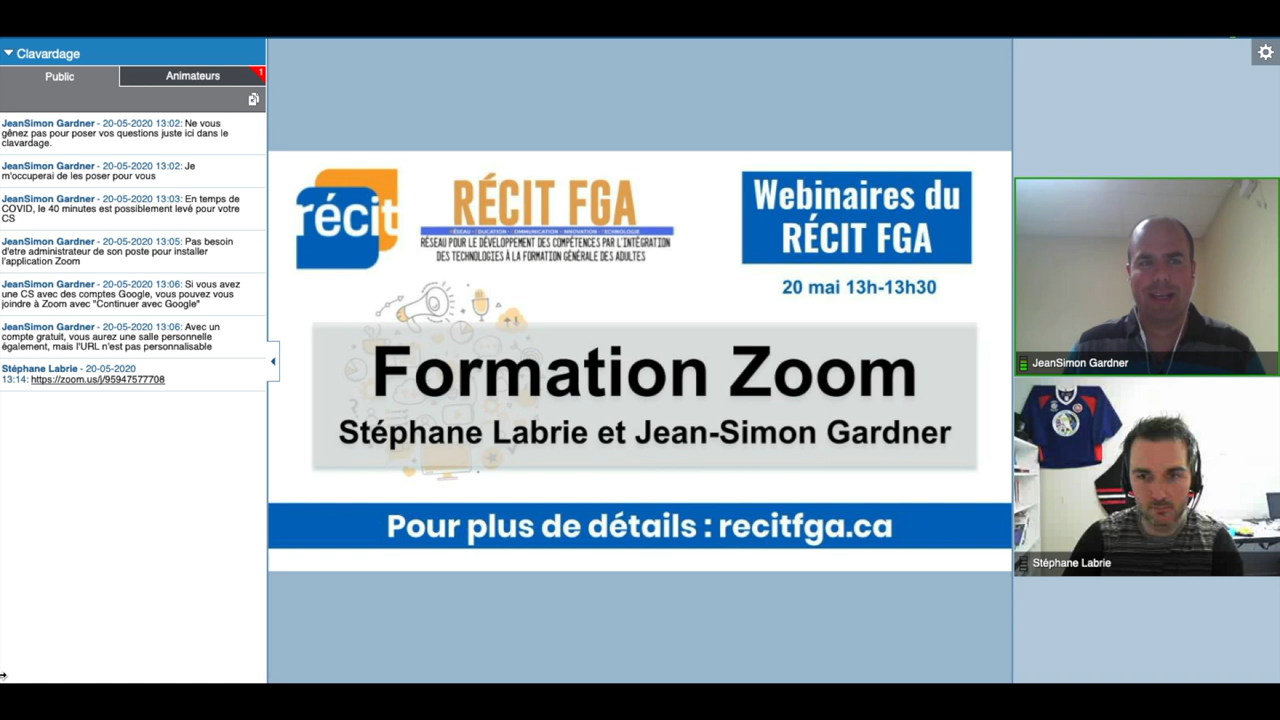 Clavardage
Public
Animateurs
1
JeanSimon Gardner - 20-05-2020 13:02: Ne vous
gênez pas pour poser vos questions juste ici dans le
clavardage.
JeanSimon Gardner - 20-05-2020 13:02: Je
m'occuperai de les poser pour vous
JeanSimon Gardner - 20-05-2020 13:03: En temps de
COVID, le 40 minutes est possiblement levé pour votre
CS
JeanSimon Gardner - 20-05-2020 13:05: Pas besoin
d'etre administrateur de son poste pour installer
l'application Zoom
JeanSimon Gardner - 20-05-2020 13:06: Si vous avez
une CS avec des comptes Google, vous pouvez vous
joindre à Zoom avec "Continuer avec Google"
JeanSimon Gardner - 20-05-2020 13:06: Avec un
compte gratuit, vous aurez une salle personnelle
également, mais l'URL n'est pas personnalisable
Stéphane Labrie - 20-05-2020
13:14: https://zoom.us/j/95947577708
récit
RÉCIT FGA
RÉSEAU POUR LE DÉVELOPPEMENT DES COMPÉTENCES PAR L'INTÉGRATION
DES TECHNOLOGIES À LA FORMATION GÉNÉRALE DES ADULTES
Webinaires du
RÉCIT FGA
20 mai 13h-13h30
Formation Zoom
Stéphane Labrie et Jean-Simon Gardner
Pour plus de détails : recitfga.ca
JeanSimon Gardner
Stéphane Labrie